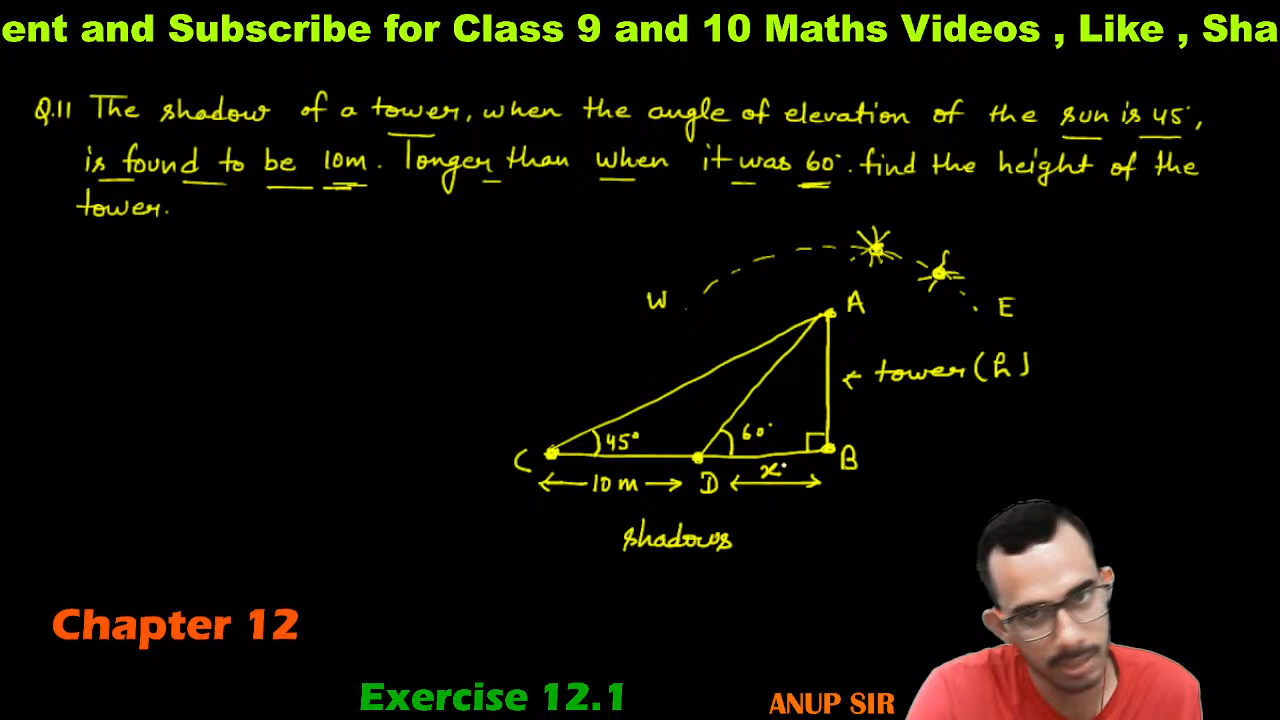 ent and Subscribe for Class 9 and 10 Maths Videos , Like , Sha
Q.11 The shadow of a tower, when the angle of elevation of the sun is 45°,
is found to be 10m. Longer than when it was 60°. find the height of the
tower.
W
E
A
← tower (h)
45°
60°
C
B
10 m
D
x
shadows
Chapter 12
Exercise 12.1
ANUP SIR